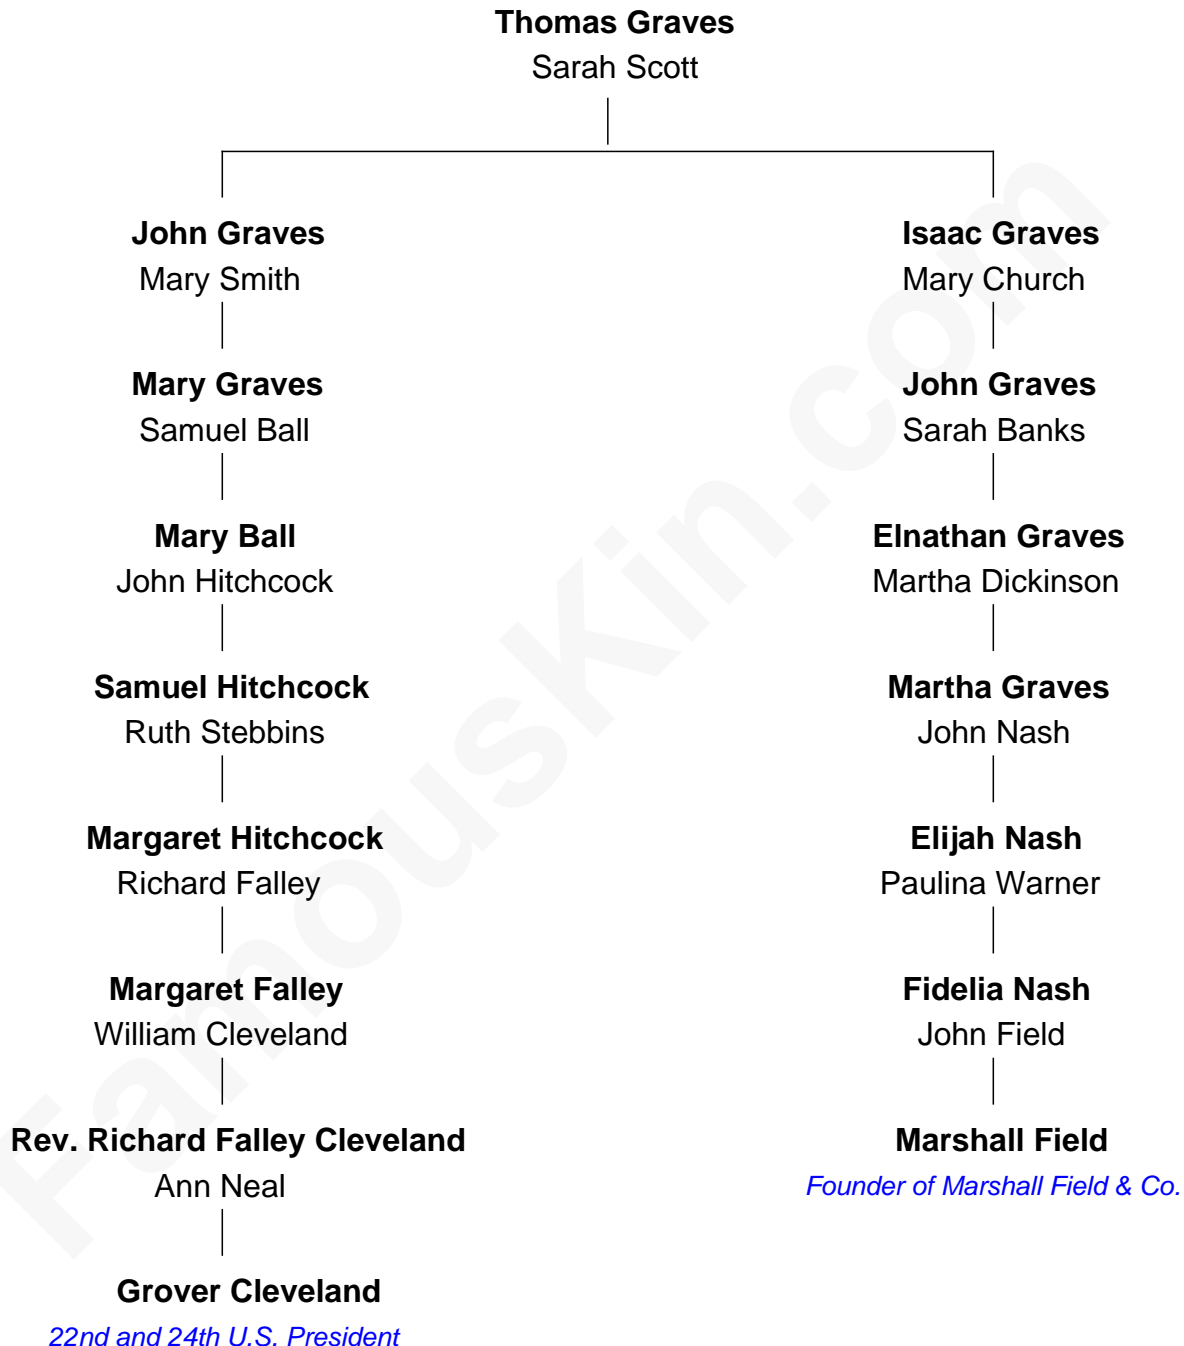 Thomas Graves
Sarah Scott
John Graves
Mary Smith
Mary Graves
Samuel Ball
Mary Ball
John Hitchcock
Samuel Hitchcock
Ruth Stebbins
Margaret Hitchcock
Richard Falley
Margaret Falley
William Cleveland
Rev. Richard Falley Cleveland
Ann Neal
Grover Cleveland
22nd and 24th U.S. President
Isaac Graves
Mary Church
John Graves
Sarah Banks
Elnathan Graves
Martha Dickinson
Martha Graves
John Nash
Elijah Nash
Paulina Warner
Fidelia Nash
John Field
Marshall Field
Founder of Marshall Field & Co.
FamousKin.com